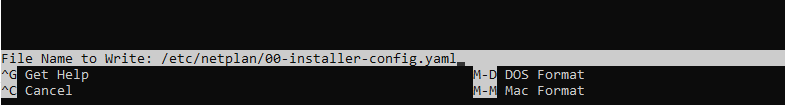 File Name to Write: /etc/netplan/00-installer-config.yaml
^G Get Help M-D DOS Format
^C Cancel M-M Mac Format